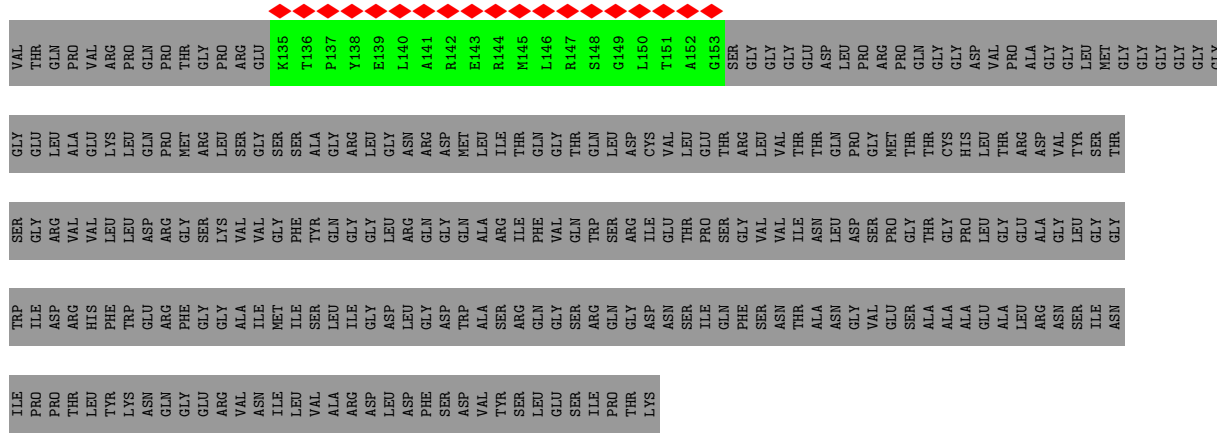 VAL THR GLN PRO VAL ARG PRO GLN PRO THR GLY PRO ARG GLU K135 T136 P137 Y138 E139 L140 A141 R142 E143 R144 M145 L146 R147 S148 G149 L150 T151 A152 G153 SER GLY GLY GLY GLU ASP LEU PRO ARG PRO GLN GLY GLY ASP VAL PRO ALA GLY GLY LEU MET GLY GLY GLY GLY GLY GLY
GLY GLU LEU ALA GLU LYS LEU GLN PRO MET ARG LEU SER GLY SER SER ALA GLY ARG LEU GLY ASN ARG ASP MET LEU ILE THR GLN GLY THR GLN LEU ASP CYS VAL LEU GLU THR ARG LEU VAL THR THR GLN PRO GLY MET THR THR CYS HIS LEU THR ARG ASP VAL TYR SER THR
SER GLY ARG VAL VAL LEU LEU ASP ARG GLY SER LYS VAL VAL GLY PHE TYR GLN GLY GLY LEU ARG GLN GLY GLN ALA ARG ILE PHE VAL GLN TRP SER ARG ILE GLU THR PRO SER GLY VAL VAL ILE ASN LEU ASP SER PRO GLY THR GLY PRO LEU GLY GLU ALA GLY LEU GLY GLY
TRP ILE ASP ARG HIS PHE TRP GLU ARG PHE GLY GLY ALA ILE MET ILE SER LEU ILE GLY ASP LEU GLY ASP TRP ALA SER ARG GLN GLY SER ARG GLN GLY ASP ASN SER ILE GLN PHE SER ASN THR ALA ASN GLY VAL GLU SER ALA ALA ALA GLU ALA LEU ARG ASN SER ILE ASN
ILE PRO PRO THR LEU TYR LYS ASN GLN GLY GLU ARG VAL ASN ILE LEU VAL ALA ARG ASP LEU ASP PHE SER ASP VAL TYR SER LEU GLU SER ILE PRO THR LYS